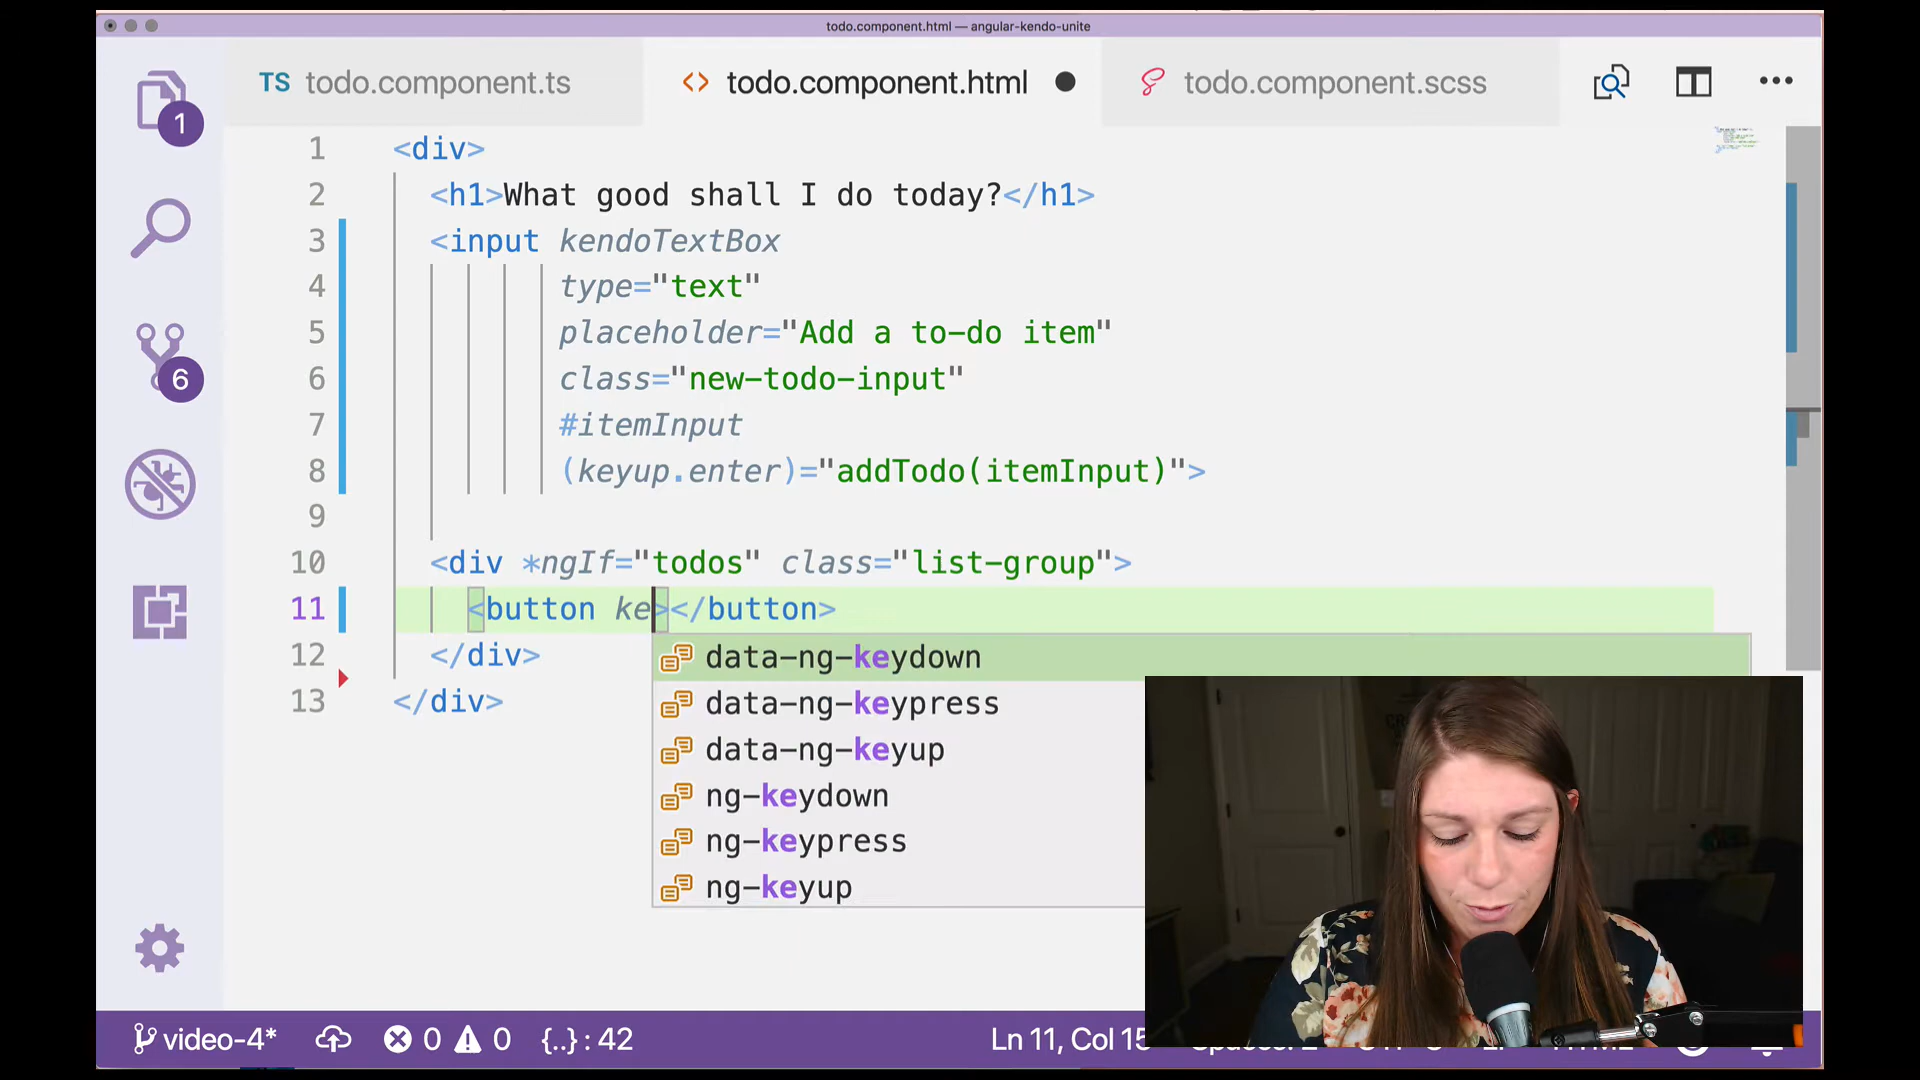 todo.component.html — angular-kendo-unite
TS todo.component.ts
<> todo.component.html
todo.component.scss
1
6
1 <div>
2 <h1>What good shall I do today?</h1>
3 <input kendoTextBox
4 type="text"
5 placeholder="Add a to-do item"
6 class="new-todo-input"
7 #itemInput
8 (keyup.enter)="addTodo(itemInput)">
9
10 <div *ngIf="todos" class="list-group">
11 <button ke></button>
12 </div>
13 </div>
data-ng-keydown
data-ng-keypress
data-ng-keyup
ng-keydown
ng-keypress
ng-keyup
video-4* 0 0 {..} : 42 Ln 11, Col 15